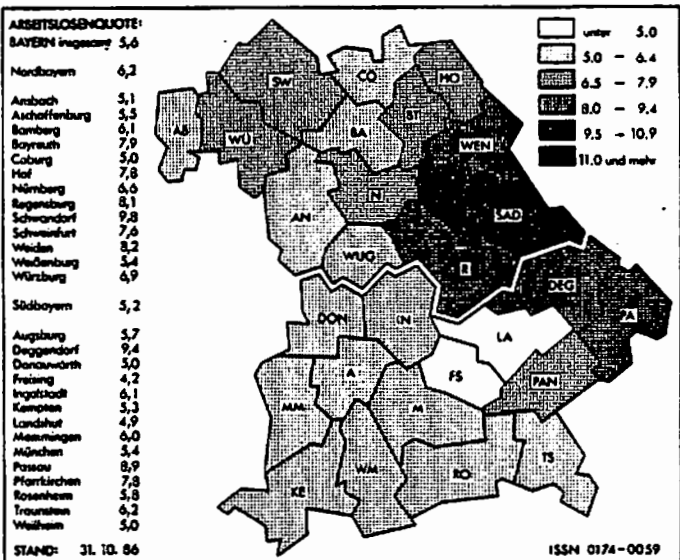 ARBEITSLOSENQUOTE:
BAYERN insgesamt 5,6
Nordbayern 6,2
Ansbach 5,1
Aschaffenburg 5,5
Bamberg 6,1
Bayreuth 7,9
Coburg 5,0
Hof 7,8
Nürnberg 6,6
Regensburg 8,1
Schwandorf 9,8
Schweinfurt 7,6
Weiden 8,2
Weißenburg 5,4
Würzburg 6,9
Südbayern 5,2
Augsburg 5,7
Deggendorf 9,4
Donauwörth 5,0
Freising 4,2
Ingolstadt 6,1
Kempten 5,3
Landshut 4,9
Memmingen 6,0
München 5,4
Passau 8,9
Pfarrkirchen 7,8
Rosenheim 5,8
Traunstein 6,2
Weilheim 5,0
STAND: 31. 10. 86
unter 5.0
5.0 - 6.4
6.5 - 7.9
8.0 - 9.4
9.5 - 10.9
11.0 und mehr
SW
CO
HO
AB
WÜ
BA
BT
WEN
N
AN
SAD
WUG
R
DEG
PA
DON
IN
LA
A
FS
PAN
MM
M
KE
WM
RO
TS
ISSN 0174-0059